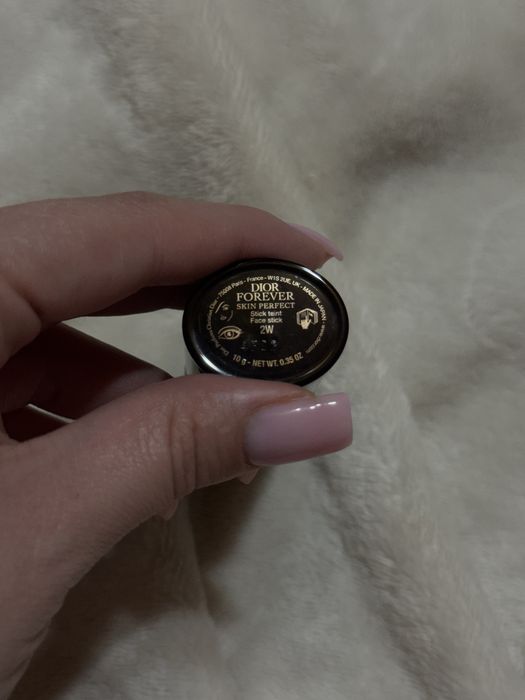 75008 Paris - France - W1S 2UE, UK - MADE IN JAPAN
DIOR
FOREVER
SKIN PERFECT
Stick teint
Face stick
2W
10 g - NET WT. 0.35 OZ